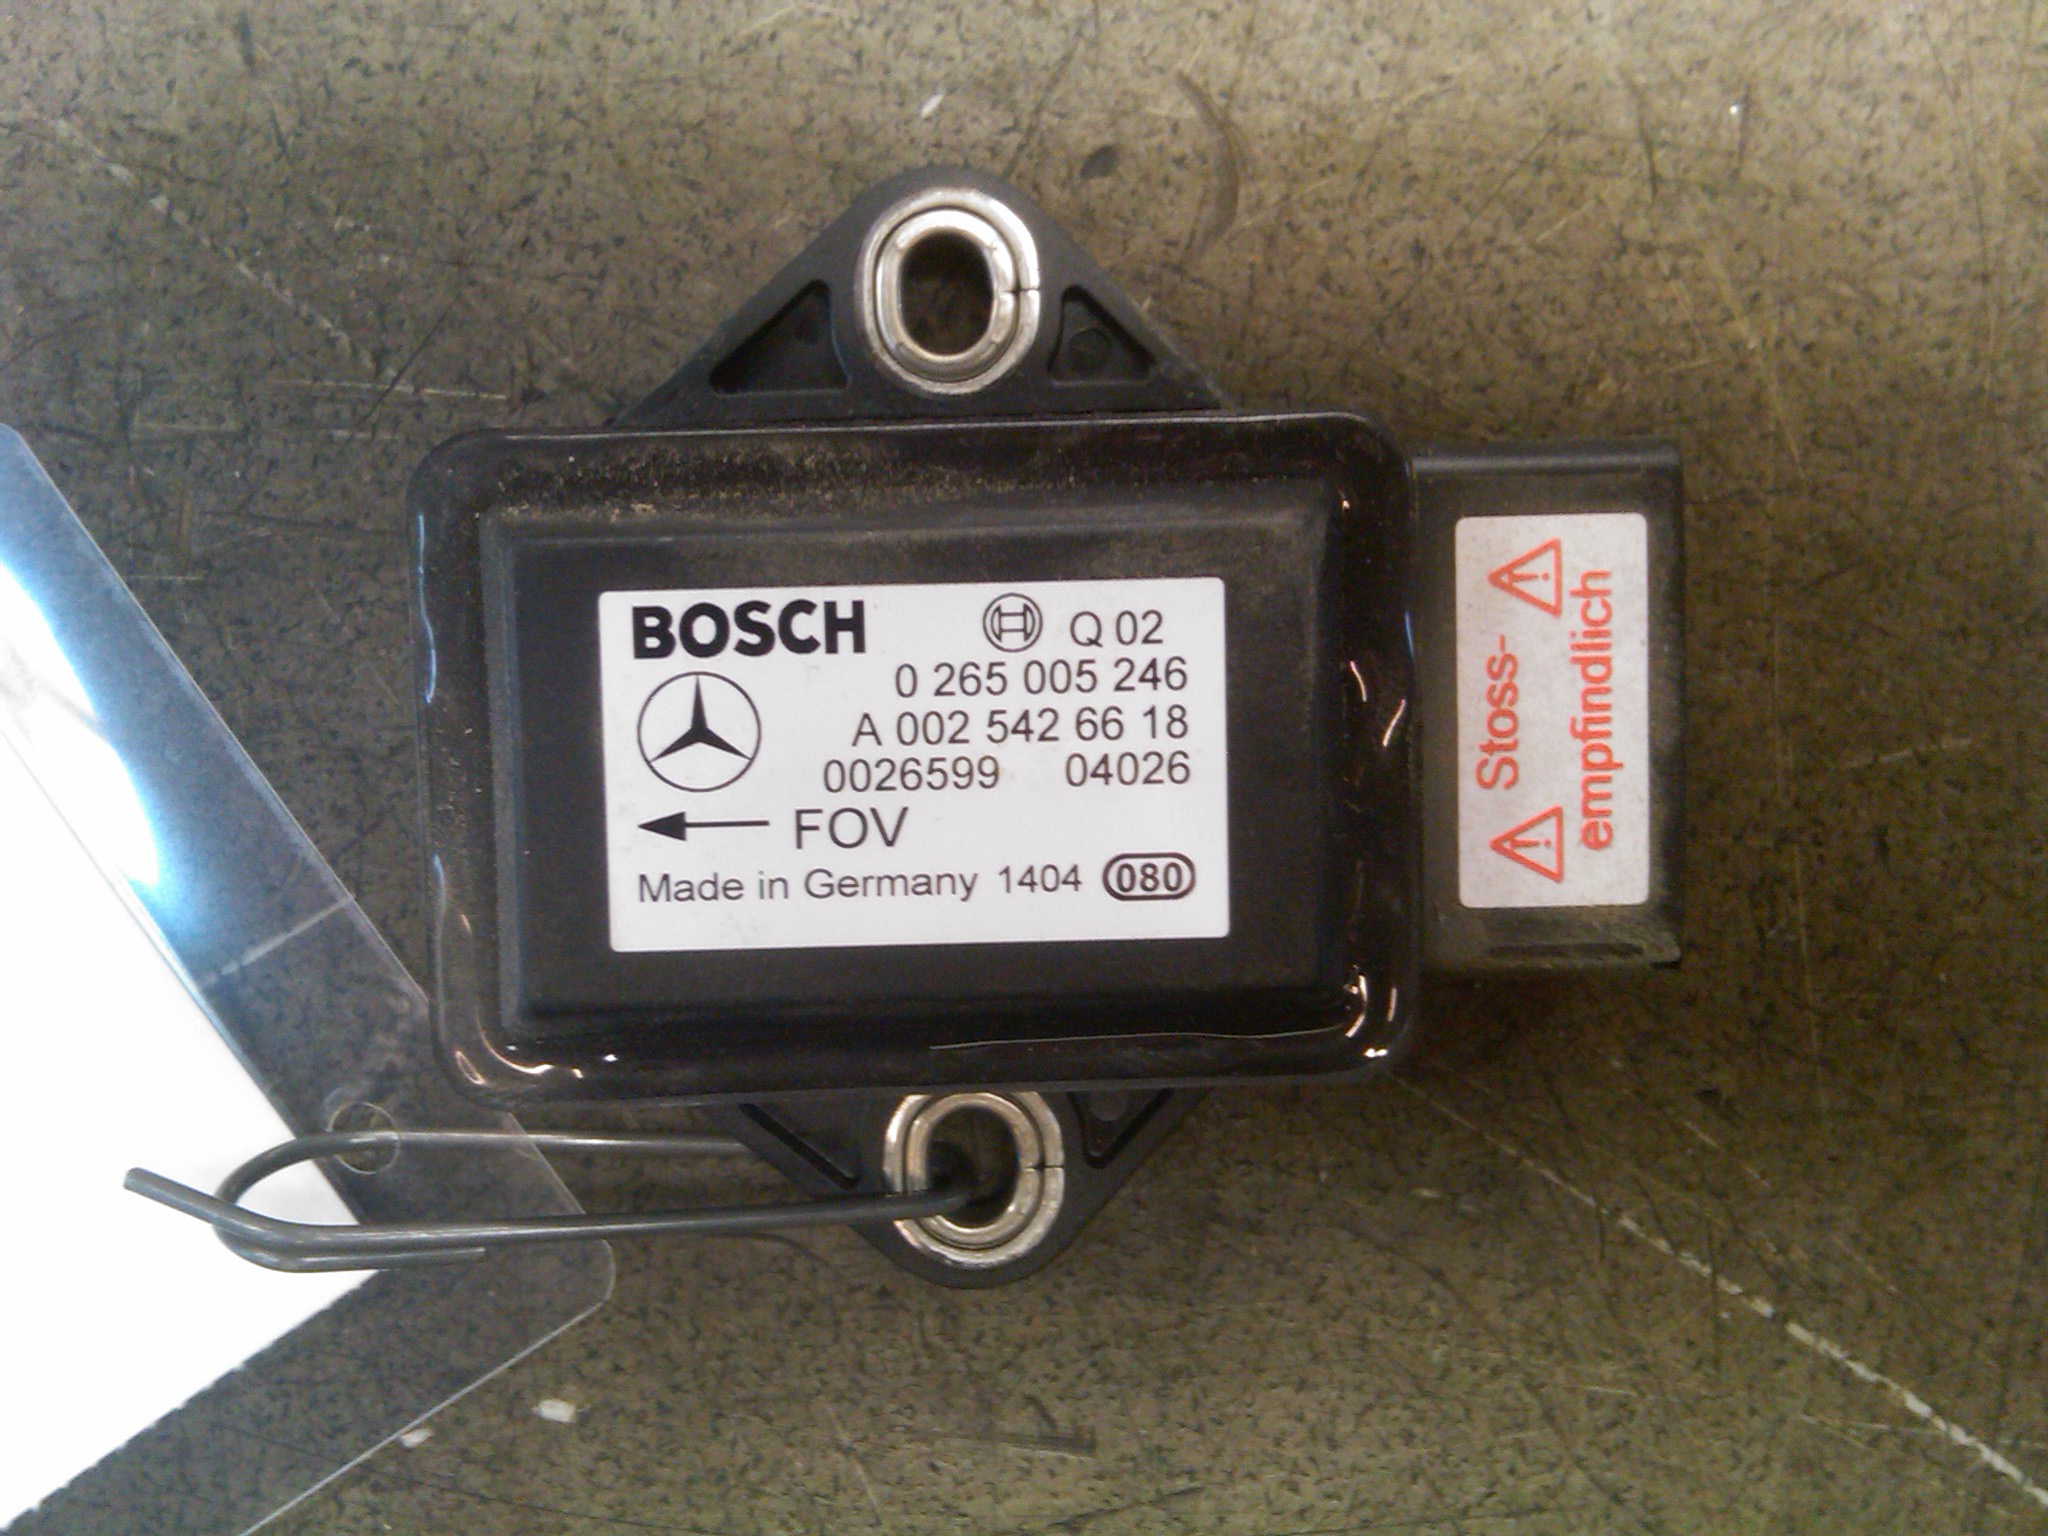 BOSCH Q 02
0 265 005 246
A 002 542 66 18
0026599 04026
FOV
Made in Germany 1404 080
Stoss-
empfindlich